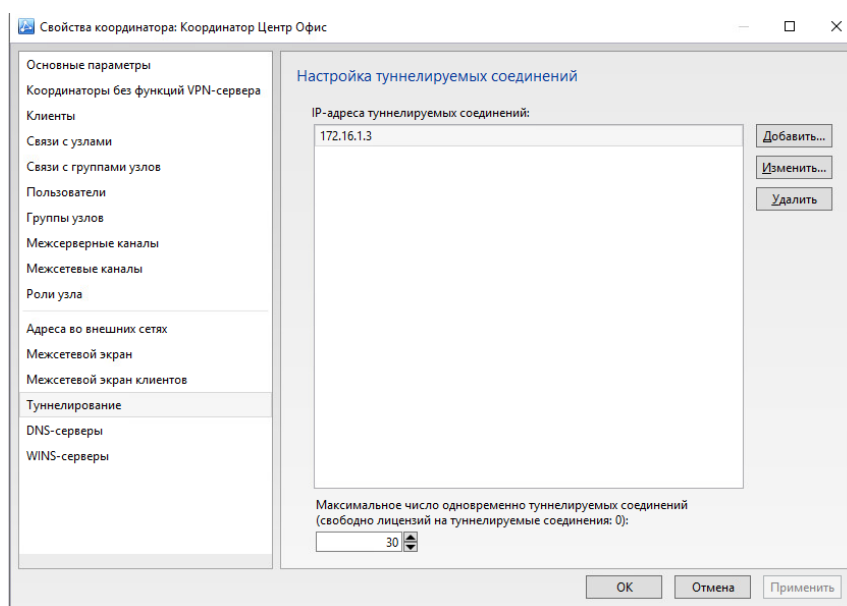 Свойства координатора: Координатор Центр Офис
Основные параметры
Координаторы без функций VPN-сервера
Клиенты
Связи с узлами
Связи с группами узлов
Пользователи
Группы узлов
Межсерверные каналы
Межсетевые каналы
Роли узла
Адреса во внешних сетях
Межсетевой экран
Межсетевой экран клиентов
Туннелирование
DNS-серверы
WINS-серверы
Настройка туннелируемых соединений
IP-адреса туннелируемых соединений:
172.16.1.3
Добавить...
Изменить...
Удалить
Максимальное число одновременно туннелируемых соединений
(свободно лицензий на туннелируемые соединения: 0):
30
OK
Отмена
Применить